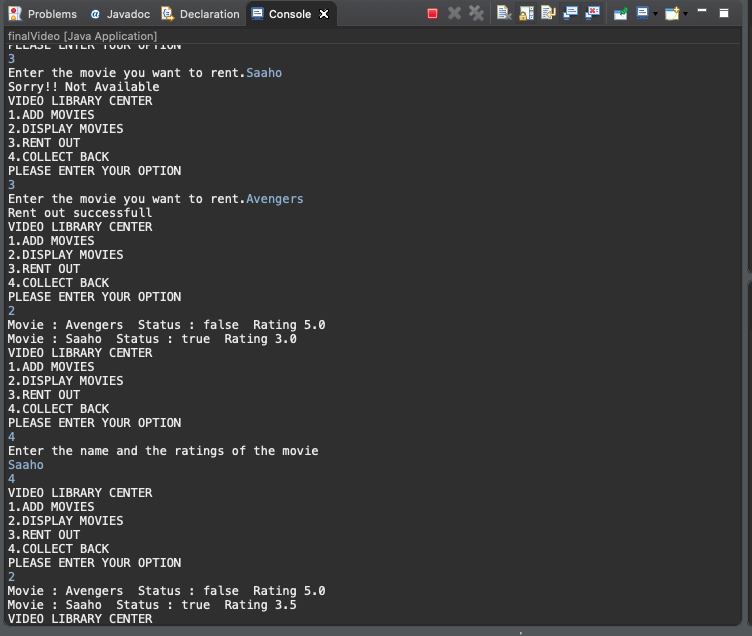 Problems @ Javadoc Declaration Console
finalVideo [Java Application]
PLEASE ENTER YOUR OPTION
3
Enter the movie you want to rent.Saaho
Sorry!! Not Available
VIDEO LIBRARY CENTER
1.ADD MOVIES
2.DISPLAY MOVIES
3.RENT OUT
4.COLLECT BACK
PLEASE ENTER YOUR OPTION
3
Enter the movie you want to rent.Avengers
Rent out successfull
VIDEO LIBRARY CENTER
1.ADD MOVIES
2.DISPLAY MOVIES
3.RENT OUT
4.COLLECT BACK
PLEASE ENTER YOUR OPTION
2
Movie : Avengers  Status : false  Rating 5.0
Movie : Saaho  Status : true  Rating 3.0
VIDEO LIBRARY CENTER
1.ADD MOVIES
2.DISPLAY MOVIES
3.RENT OUT
4.COLLECT BACK
PLEASE ENTER YOUR OPTION
4
Enter the name and the ratings of the movie
Saaho
4
VIDEO LIBRARY CENTER
1.ADD MOVIES
2.DISPLAY MOVIES
3.RENT OUT
4.COLLECT BACK
PLEASE ENTER YOUR OPTION
2
Movie : Avengers  Status : false  Rating 5.0
Movie : Saaho  Status : true  Rating 3.5
VIDEO LIBRARY CENTER